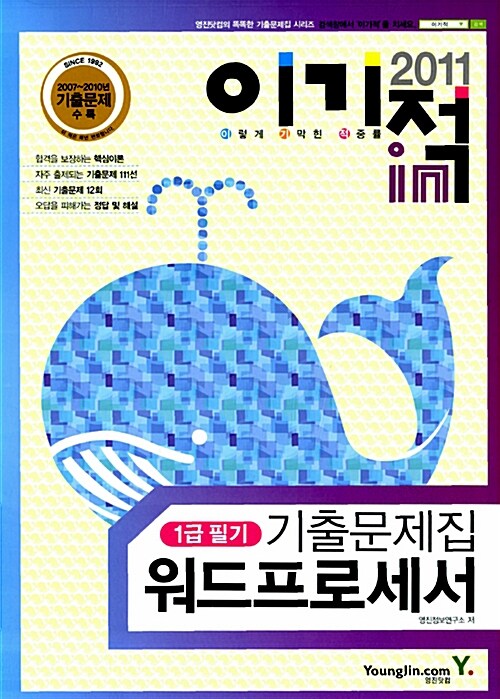 영진닷컴의 똑똑한 기출문제집 시리즈 검색창에서 '이기적'을 치세요.
이기적
SINCE 1992
2007~2010년
기출문제
수록
이기적
2011
in
이렇게 기막힌 적중률
합격을 보장하는 핵심이론
자주 출제되는 기출문제 111선
최신 기출문제 12회
오답을 피해가는 정답 및 해설
1급 필기
기출문제집
워드프로세서
영진정보연구소 저
YoungJin.com Y.
영진닷컴